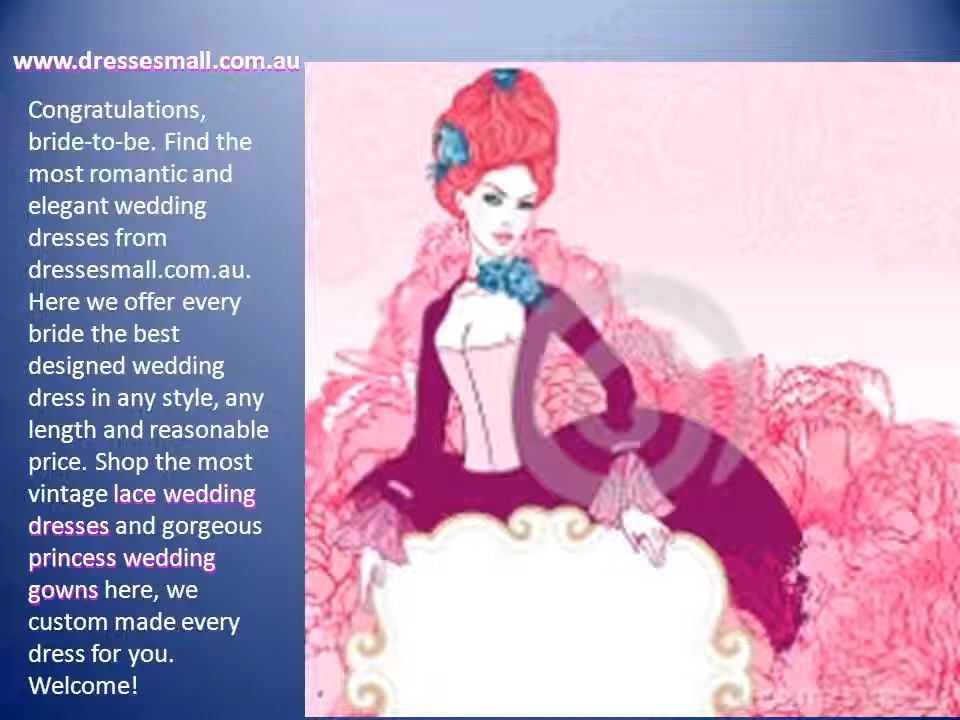 www.dressesmall.com.au
Congratulations,
bride-to-be. Find the
most romantic and
elegant wedding
dresses from
dressesmall.com.au.
Here we offer every
bride the best
designed wedding
dress in any style, any
length and reasonable
price. Shop the most
vintage lace wedding
dresses and gorgeous
princess wedding
gowns here, we
custom made every
dress for you.
Welcome!